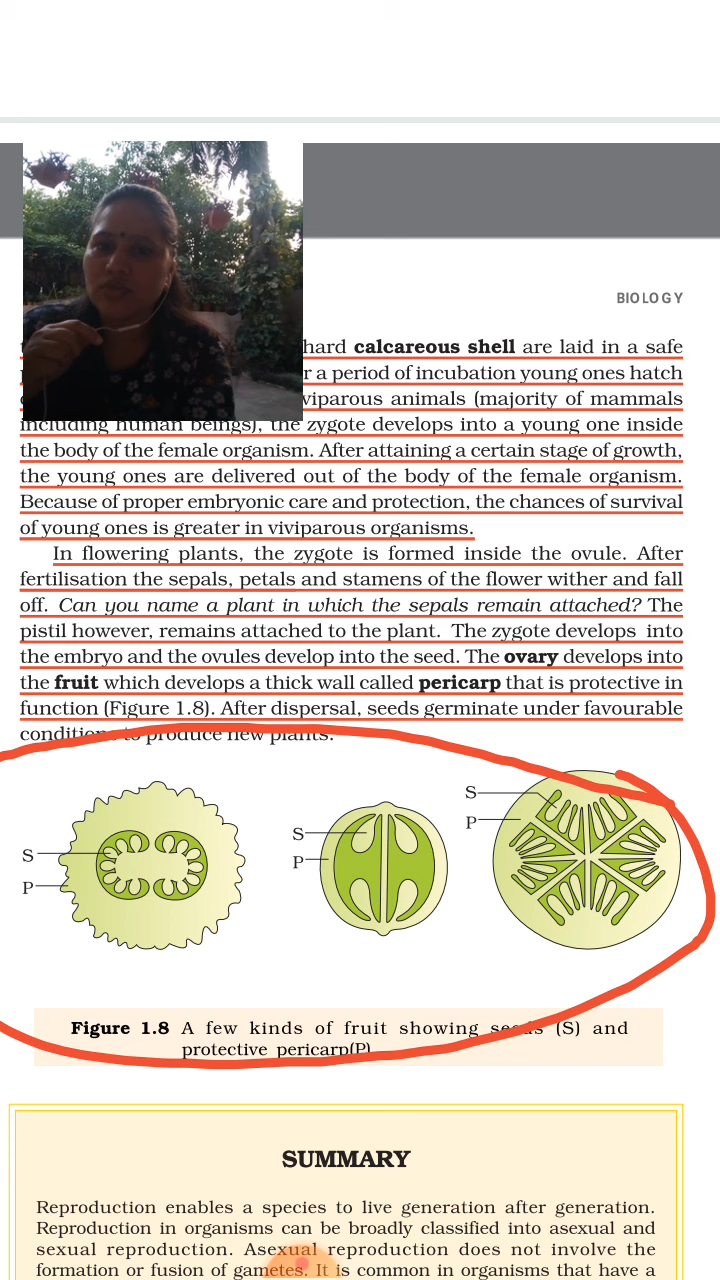 BIOLOGY
hard calcareous shell are laid in a safe
r a period of incubation young ones hatch
viparous animals (majority of mammals
including human beings), the zygote develops into a young one inside
the body of the female organism. After attaining a certain stage of growth,
the young ones are delivered out of the body of the female organism.
Because of proper embryonic care and protection, the chances of survival
of young ones is greater in viviparous organisms.
In flowering plants, the zygote is formed inside the ovule. After
fertilisation the sepals, petals and stamens of the flower wither and fall
off. Can you name a plant in which the sepals remain attached? The
pistil however, remains attached to the plant. The zygote develops into
the embryo and the ovules develop into the seed. The ovary develops into
the fruit which develops a thick wall called pericarp that is protective in
function (Figure 1.8). After dispersal, seeds germinate under favourable
conditions to produce new plants.
S
P
S
P
S
P
Figure 1.8 A few kinds of fruit showing seeds (S) and
protective pericarp(P)
SUMMARY
Reproduction enables a species to live generation after generation.
Reproduction in organisms can be broadly classified into asexual and
sexual reproduction. Asexual reproduction does not involve the
formation or fusion of gametes. It is common in organisms that have a